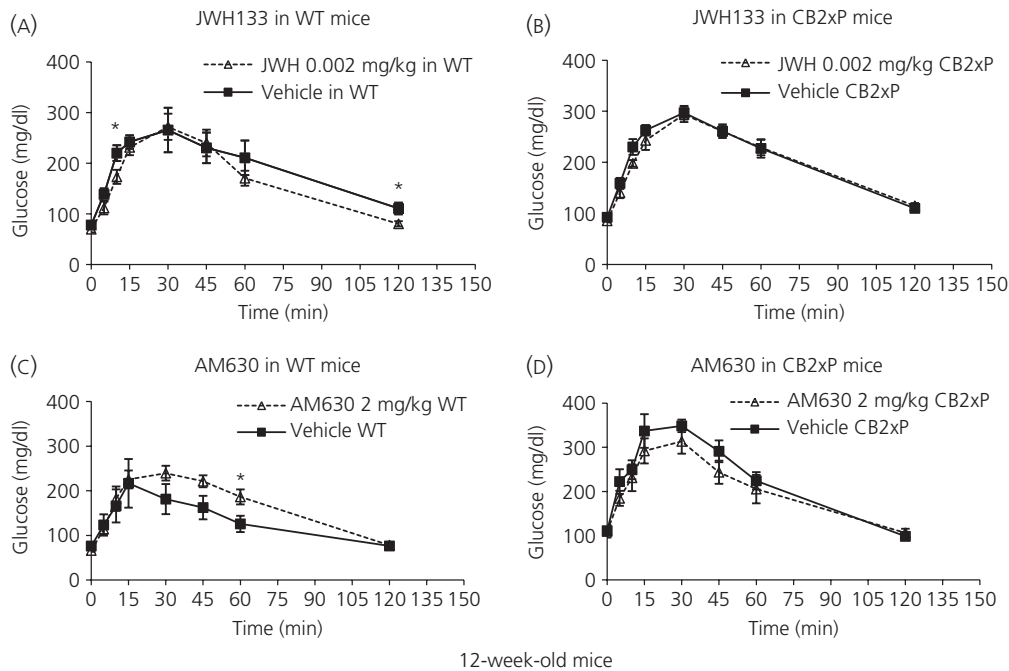 (A)
JWH133 in WT mice
JWH 0.002 mg/kg in WT
Vehicle in WT
Glucose (mg/dl)
400
300
200
100
0
*
*
0 15 30 45 60 75 90 105 120 135 150
Time (min)
(B)
JWH133 in CB2xP mice
JWH 0.002 mg/kg CB2xP
Vehicle CB2xP
Glucose (mg/dl)
400
300
200
100
0
0 15 30 45 60 75 90 105 120 135 150
Time (min)
(C)
AM630 in WT mice
AM630 2 mg/kg WT
Vehicle WT
Glucose (mg/dl)
400
300
200
100
0
*
0 15 30 45 60 75 90 105 120 135 150
Time (min)
(D)
AM630 in CB2xP mice
AM630 2 mg/kg CB2xP
Vehicle CB2xP
Glucose (mg/dl)
400
300
200
100
0
0 15 30 45 60 75 90 105 120 135 150
Time (min)
12-week-old mice